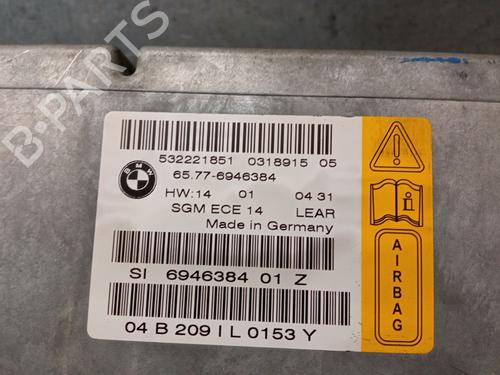 B-PARTS
532221851 0318915 05
65.77-6946384
BMW
HW:14 01 04 31
SGM ECE 14 LEAR
Made in Germany
SI 6946384 01 Z
04 B 209 I L 0153 Y
AIRBAG